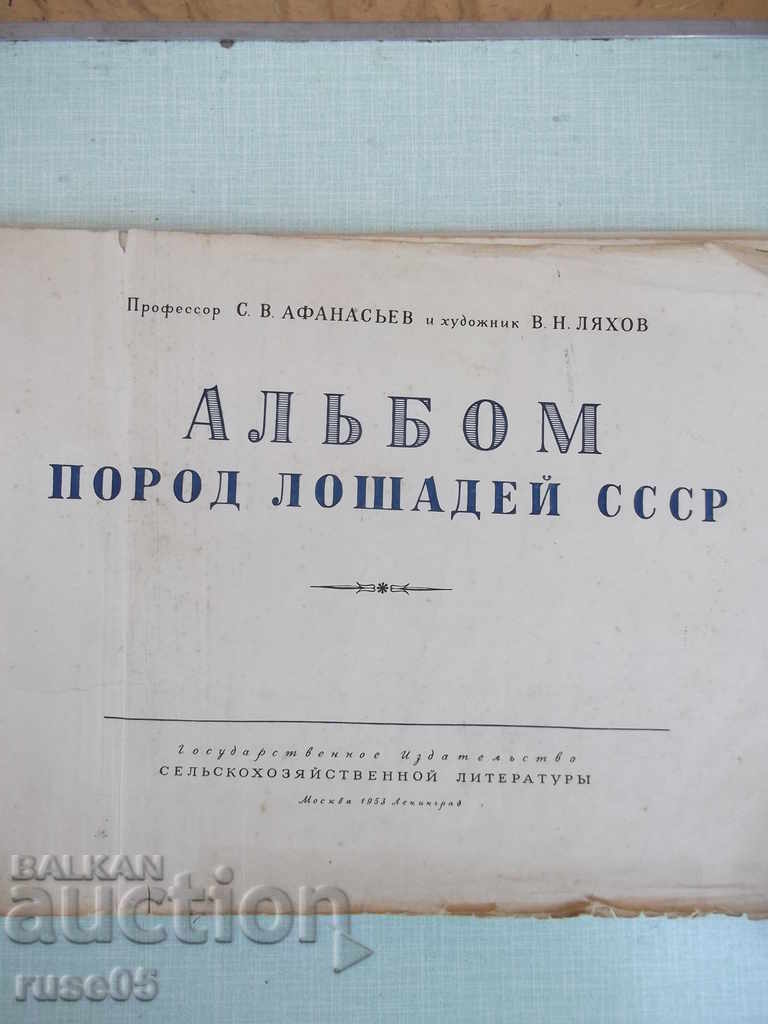 Профессор С. В. АФАНАСЬЕВ и художник В. Н. ЛЯХОВ
АЛЬБОМ
ПОРОД ЛОШАДЕЙ СССР
Государственное Издательство
СЕЛЬСКОХОЗЯЙСТВЕННОЙ ЛИТЕРАТУРЫ
Москва 1953 Ленинград
BALKAN
auction
ruse05